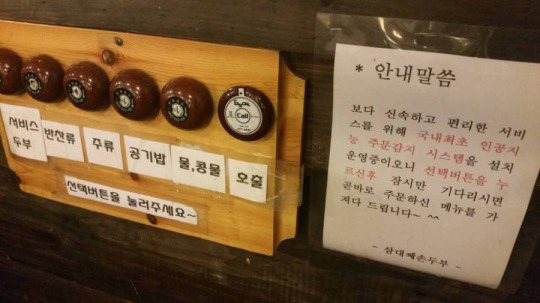 Call
서비스 두부
반찬류
주류
공기밥
물,콩물
호출
선택버튼을 눌러주세요~
* 안내말씀
보다 신속하고 편리한 서비
스를 위해 국내최초 인공지
능 주문감지 시스템을 설치
운영중이오니 선택버튼을 누
르신후 잠시만 기다리시면
곧바로 주문하신 메뉴를 가
져다 드립니다~ ^^
- 삼대째손두부 -